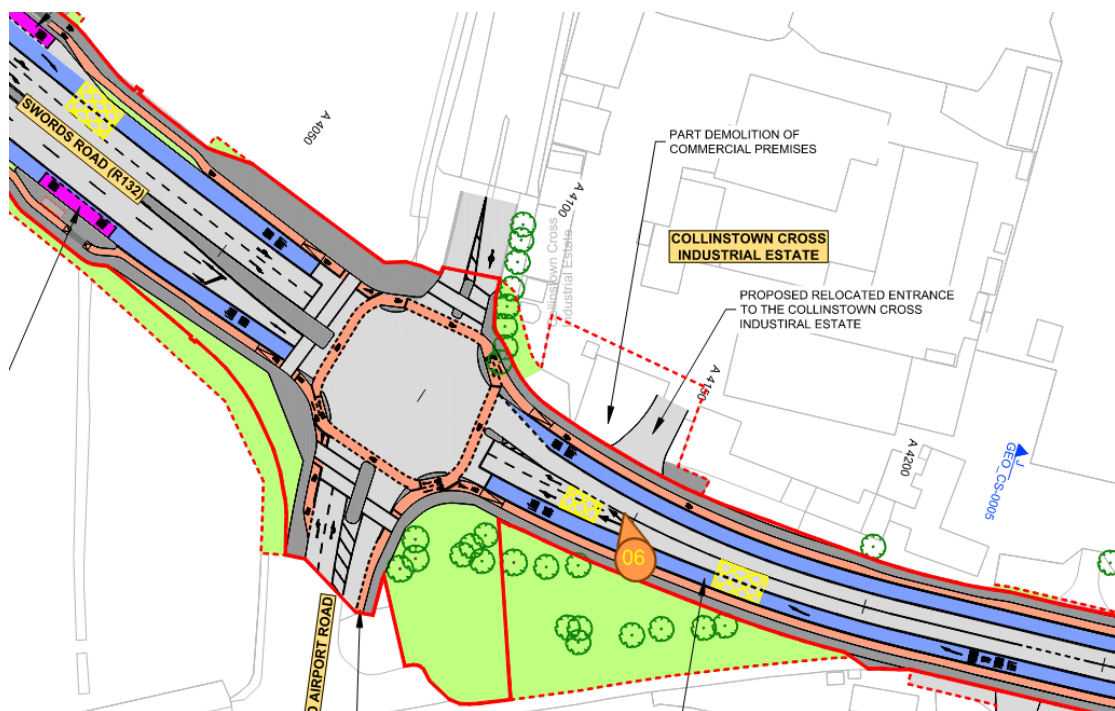 SWORDS ROAD (R132)
A 4050
A 4100
Collinstown Cross
Industrial Estate
PART DEMOLITION OF
COMMERCIAL PREMISES
COLLINSTOWN CROSS
INDUSTRIAL ESTATE
PROPOSED RELOCATED ENTRANCE
TO THE COLLINSTOWN CROSS
INDUSTIRAL ESTATE
A 4150
A 4200
J
GEO_CS-0005
06
AIRPORT ROAD